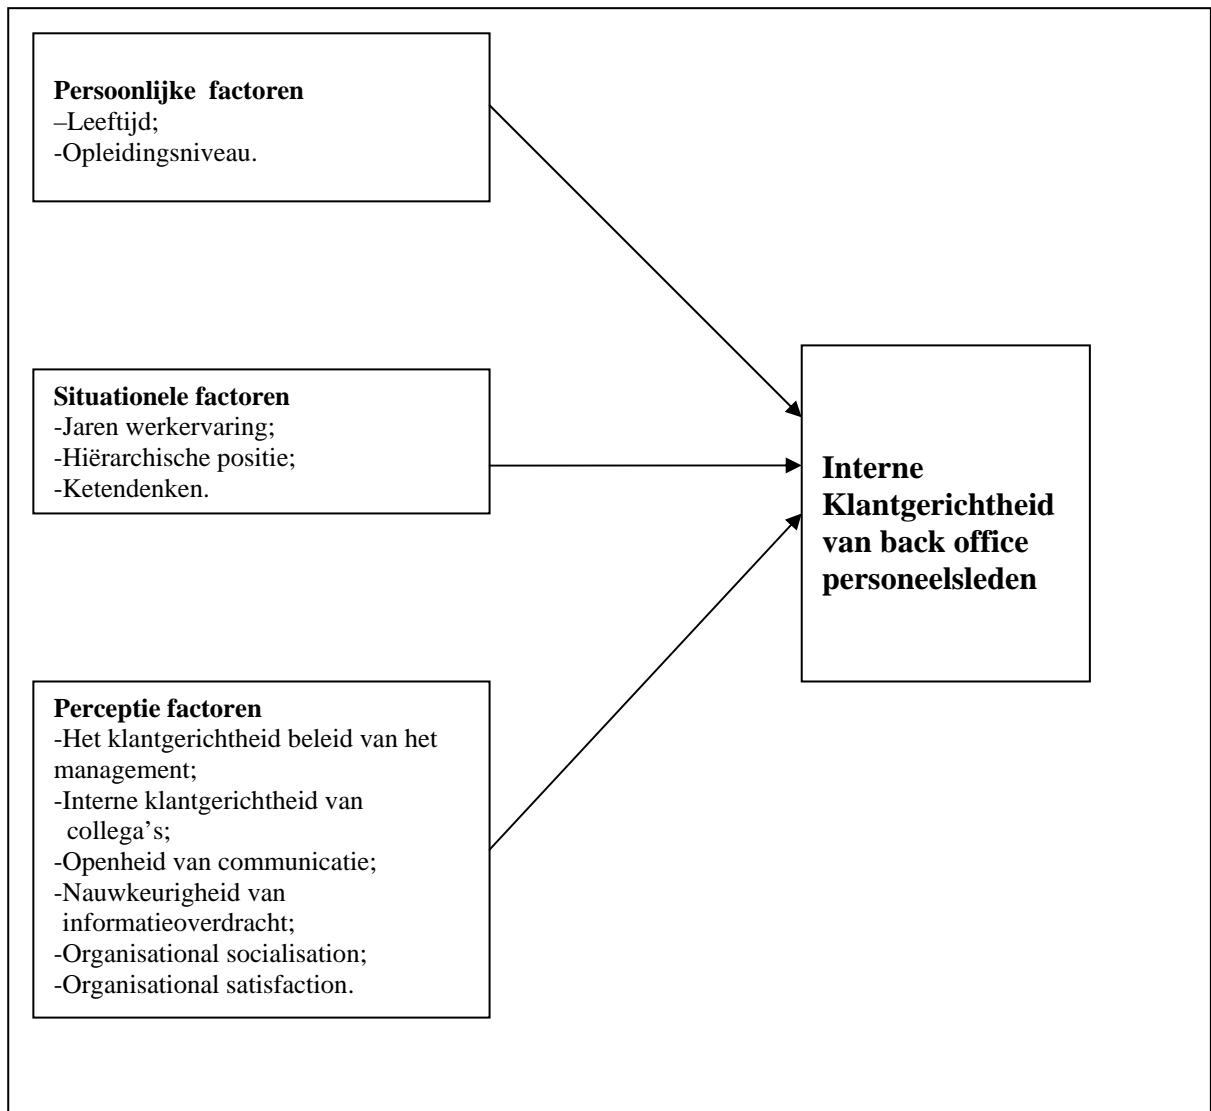 Persoonlijke  factoren
–Leeftijd;
-Opleidingsniveau.
Situationele factoren
-Jaren werkervaring;
-Hiërarchische positie;
-Ketendenken.
Interne
Klantgerichtheid
van back office
personeelsleden
Perceptie factoren
-Het klantgerichtheid beleid van het
management;
-Interne klantgerichtheid van
collega’s;
-Openheid van communicatie;
-Nauwkeurigheid van
informatieoverdracht;
-Organisational socialisation;
-Organisational satisfaction.